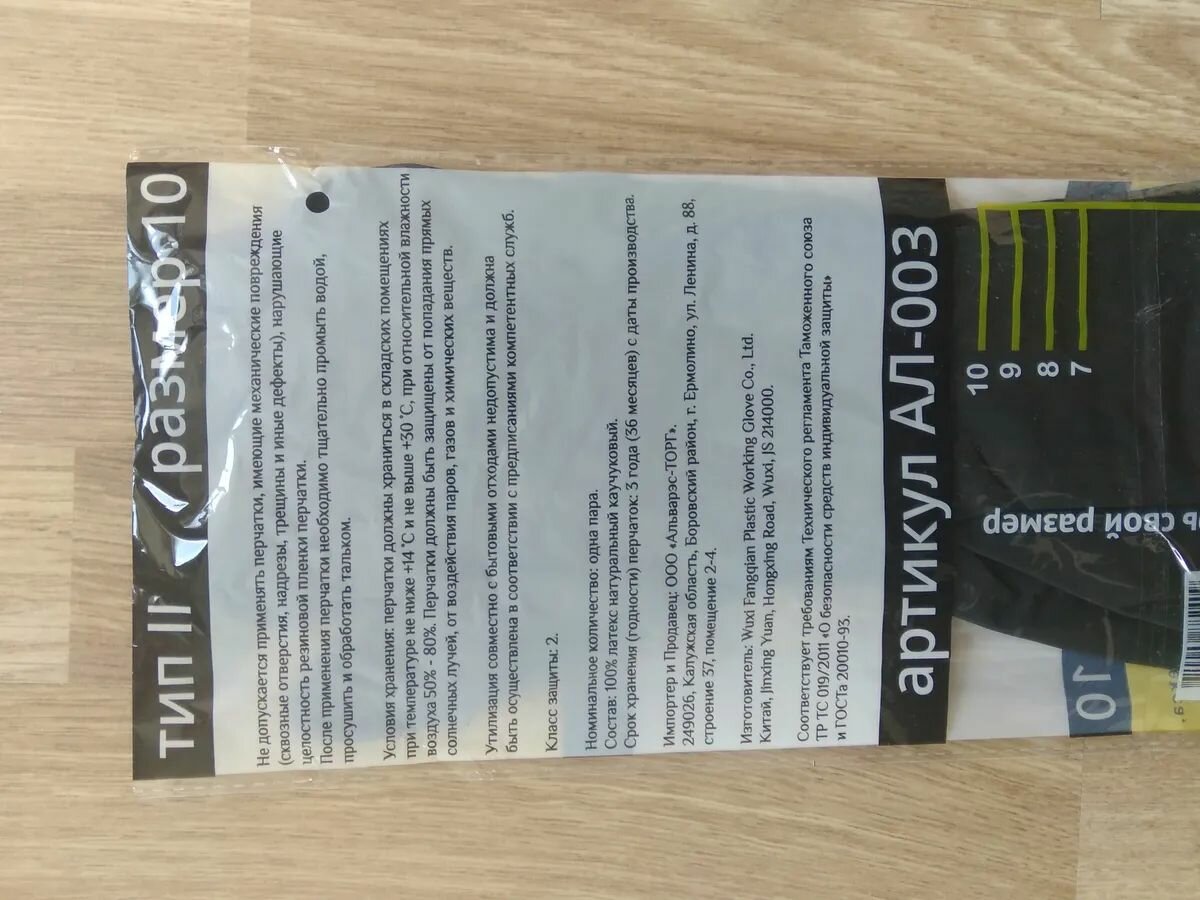 тип II размер 10
Не допускается применять перчатки, имеющие механические повреждения
(сквозные отверстия, надрезы, трещины и иные дефекты), нарушающие
целостность резиновой пленки перчатки.
После применения перчатки необходимо тщательно промыть водой,
просушить и обработать тальком.
Условия хранения: перчатки должны храниться в складских помещениях
при температуре не ниже +14 °С и не выше +30 °С, при относительной влажности
воздуха 50% - 80%. Перчатки должны быть защищены от попадания прямых
солнечных лучей, от воздействия паров, газов и химических веществ.
Утилизация совместно с бытовыми отходами недопустима и должна
быть осуществлена в соответствии с предписаниями компетентных служб.
Класс защиты: 2.
Номинальное количество: одна пара.
Состав: 100% латекс натуральный каучуковый.
Срок хранения (годности) перчаток: 3 года (36 месяцев) с даты производства.
Импортер и Продавец: ООО «Альварэс-ТОРГ».
249026, Калужская область, Боровский район, г. Ермолино, ул. Ленина, д. 88,
строение 37, помещение 2-4.
Изготовитель: Wuxi Fangqian Plastic Working Glove Co., Ltd.
Китай, Jinxing Yuan, Hongxing Road, Wuxi, JS 214000.
Соответствует требованиям Технического регламента Таможенного союза
ТР ТС 019/2011 «О безопасности средств индивидуальной защиты»
и ГОСТа 20010-93.
артикул АЛ-003
10
9
8
7
ь свой размер
10